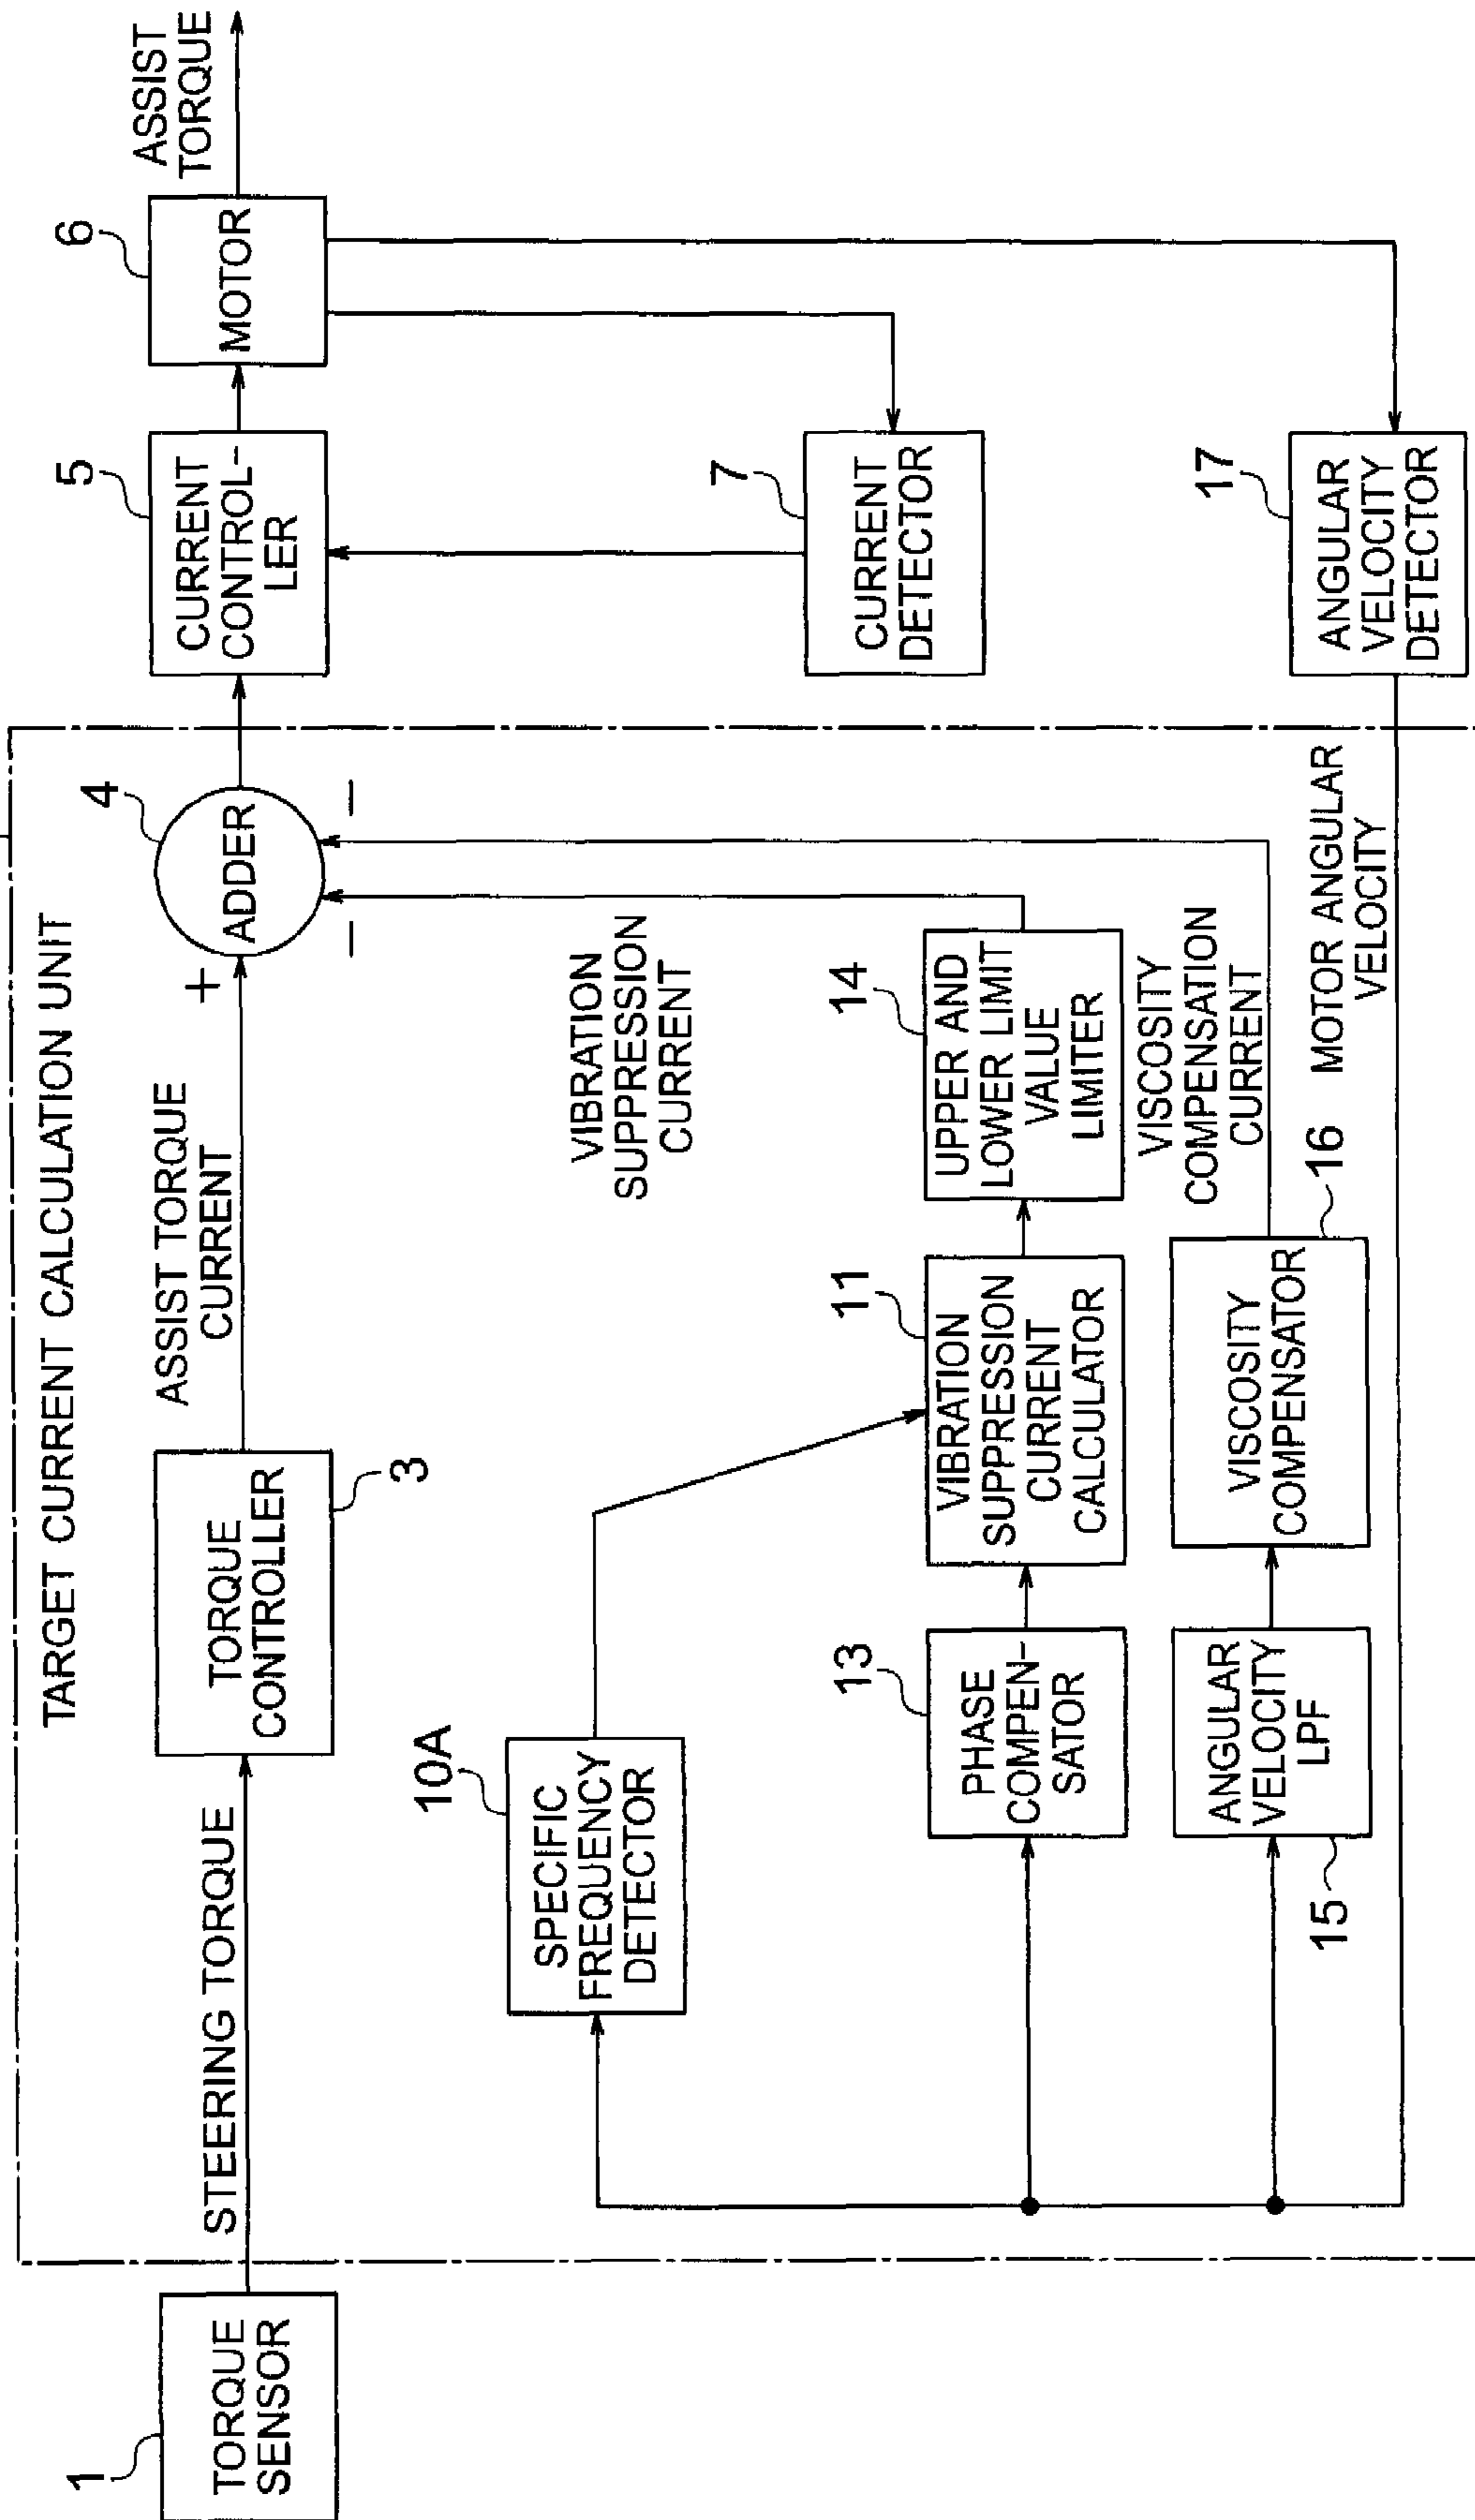 TARGET CURRENT CALCULATION UNIT
1
TORQUE
SENSOR
STEERING TORQUE
TORQUE
CONTROLLER
3
ASSIST TORQUE
CURRENT
+
4
ADDER
−
−
5
CURRENT
CONTROL-
LER
6
MOTOR
ASSIST
TORQUE
10A
SPECIFIC
FREQUENCY
DETECTOR
VIBRATION
SUPPRESSION
CURRENT
7
CURRENT
DETECTOR
13
PHASE
COMPEN-
SATOR
11
VIBRATION
SUPPRESSION
CURRENT
CALCULATOR
14
UPPER AND
LOWER LIMIT
VALUE
LIMITER
VISCOSITY
COMPENSATION
CURRENT
15
ANGULAR
VELOCITY
LPF
VISCOSITY
COMPENSATOR
16
MOTOR ANGULAR
VELOCITY
17
ANGULAR
VELOCITY
DETECTOR